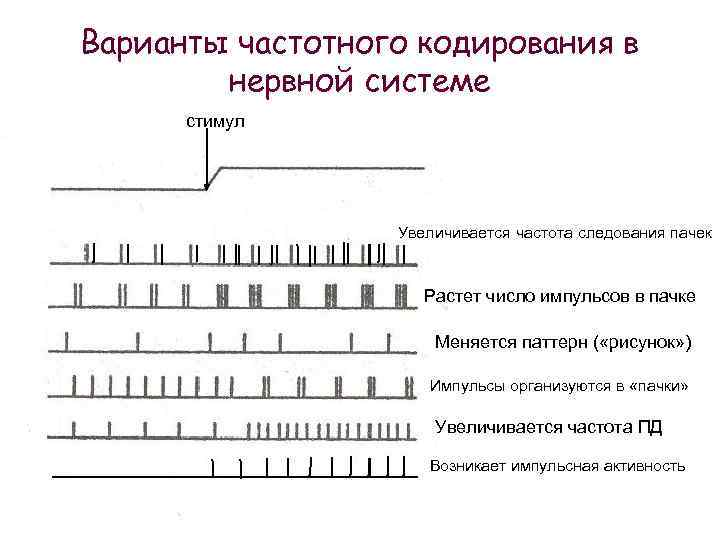 Варианты частотного кодирования в
нервной системе
стимул
Увеличивается частота следования пачек
Растет число импульсов в пачке
Меняется паттерн («рисунок» )
Импульсы организуются в «пачки»
Увеличивается частота ПД
Возникает импульсная активность